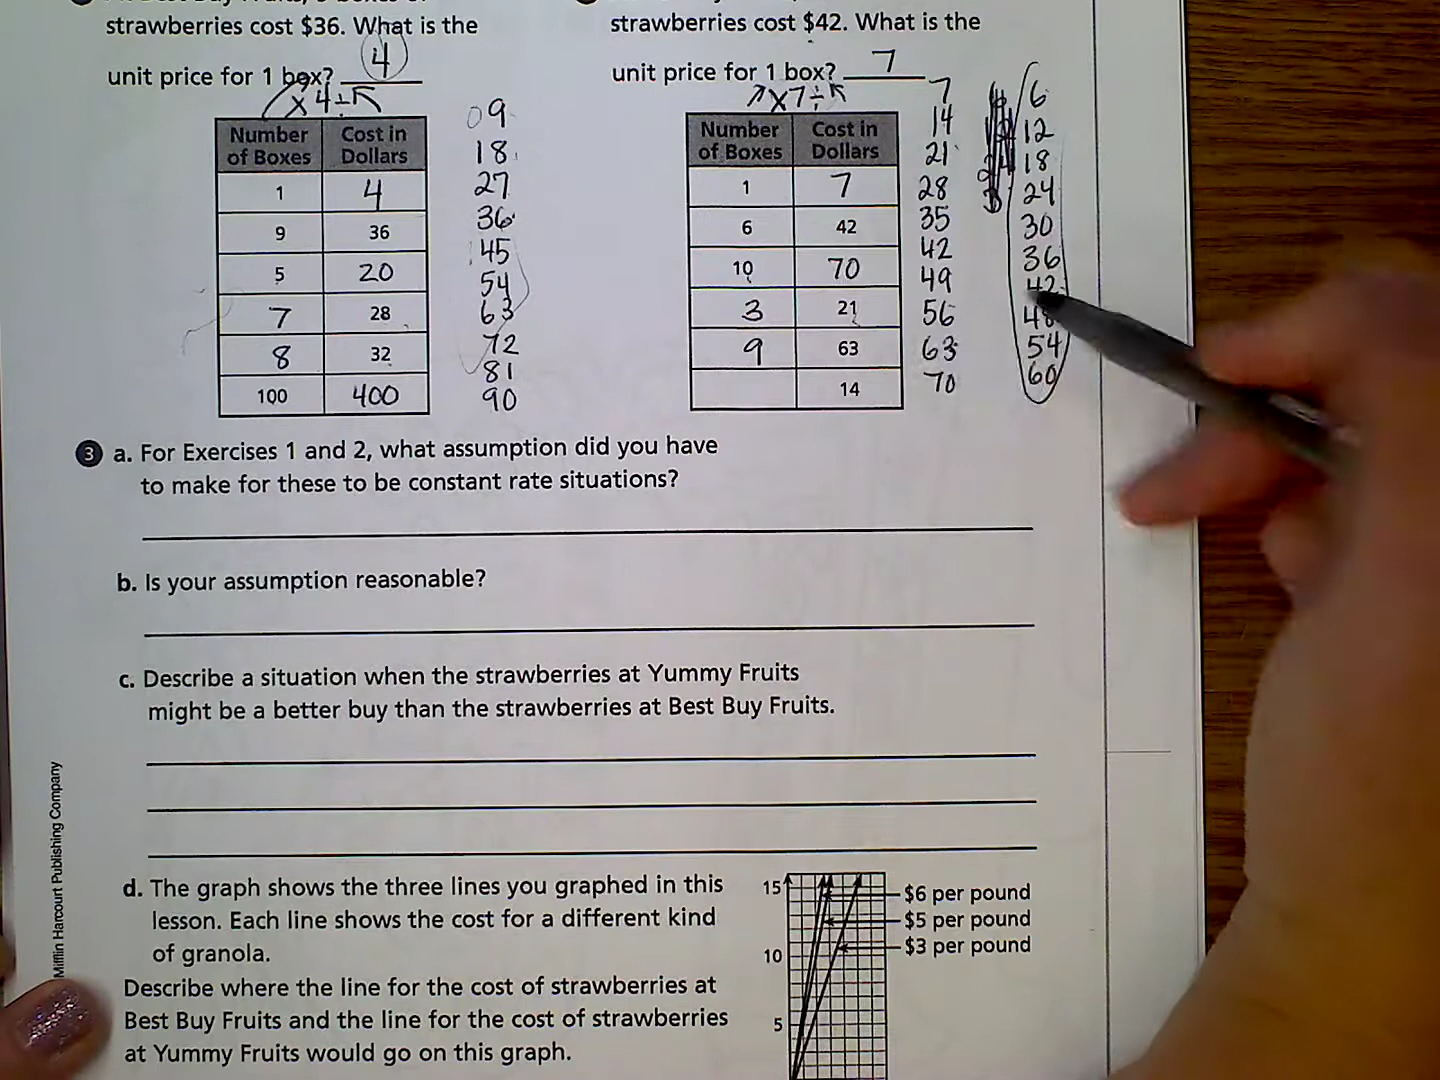 strawberries cost $36. What is the
unit price for 1 box? 4
x 4 ÷
Number of Boxes Cost in Dollars
1 4
9 36
5 20
7 28
8 32
100 400
9
18
27
36
45
54
63
72
81
90
strawberries cost $42. What is the
unit price for 1 box? 7
x 7 ÷
Number of Boxes Cost in Dollars
1 7
6 42
10 70
3 21
9 63
14
7
14
21
28
35
42
49
56
63
70
6
12
18
24
30
36
42
48
54
60
3 a. For Exercises 1 and 2, what assumption did you have
to make for these to be constant rate situations?
b. Is your assumption reasonable?
c. Describe a situation when the strawberries at Yummy Fruits
might be a better buy than the strawberries at Best Buy Fruits.
d. The graph shows the three lines you graphed in this
lesson. Each line shows the cost for a different kind
of granola.
Describe where the line for the cost of strawberries at
Best Buy Fruits and the line for the cost of strawberries
at Yummy Fruits would go on this graph.
15
10
5
$6 per pound
$5 per pound
$3 per pound
Mifflin Harcourt Publishing Company